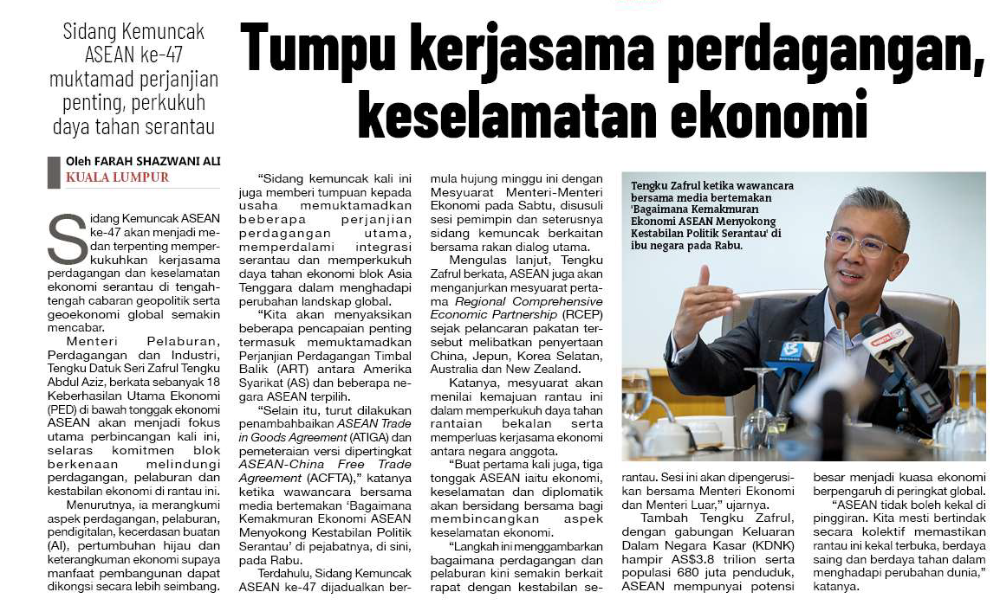 Sidang Kemuncak
ASEAN ke-47
muktamad perjanjian
penting, perkukuh
daya tahan serantau
Tumpu kerjasama perdagangan,
keselamatan ekonomi
Oleh FARAH SHAZWANI ALI
KUALA LUMPUR
Sidang Kemuncak ASEAN
ke-47 akan menjadi me-
dan terpenting memper-
kukuhkan kerjasama
perdagangan dan keselamatan
ekonomi serantau di tengah-
tengah cabaran geopolitik serta
geoekonomi global semakin
mencabar.
Menteri Pelaburan,
Perdagangan dan Industri,
Tengku Datuk Seri Zafrul Tengku
Abdul Aziz, berkata sebanyak 18
Keberhasilan Utama Ekonomi
(PED) di bawah tonggak ekonomi
ASEAN akan menjadi fokus
utama perbincangan kali ini,
selaras komitmen blok
berkenaan melindungi
perdagangan, pelaburan dan
kestabilan ekonomi di rantau ini.
Menurutnya, ia merangkumi
aspek perdagangan, pelaburan,
pendigitalan, kecerdasan buatan
(AI), pertumbuhan hijau dan
keterangkuman ekonomi supaya
manfaat pembangunan dapat
dikongsi secara lebih seimbang.
“Sidang kemuncak kali ini
juga memberi tumpuan kepada
usaha memuktamadkan
beberapa perjanjian
perdagangan utama,
memperdalami integrasi
serantau dan memperkukuh
daya tahan ekonomi blok Asia
Tenggara dalam menghadapi
perubahan landskap global.
“Kita akan menyaksikan
beberapa pencapaian penting
termasuk memuktamadkan
Perjanjian Perdagangan Timbal
Balik (ART) antara Amerika
Syarikat (AS) dan beberapa ne-
gara ASEAN terpilih.
“Selain itu, turut dilakukan
penambahbaikan ASEAN Trade
in Goods Agreement (ATIGA) dan
pemeteraian versi dipertingkat
ASEAN-China Free Trade
Agreement (ACFTA),” katanya
ketika wawancara bersama
media bertemakan ‘Bagaimana
Kemakmuran Ekonomi ASEAN
Menyokong Kestabilan Politik
Serantau’ di pejabatnya, di sini,
pada Rabu.
Terdahulu, Sidang Kemuncak
ASEAN ke-47 dijadualkan ber-
mula hujung minggu ini dengan
Mesyuarat Menteri-Menteri
Ekonomi pada Sabtu, disusuli
sesi pemimpin dan seterusnya
sidang kemuncak berkaitan
bersama rakan dialog utama.
Mengulas lanjut, Tengku
Zafrul berkata, ASEAN juga akan
menganjurkan mesyuarat perta-
ma Regional Comprehensive
Economic Partnership (RCEP)
sejak pelancaran pakatan ter-
sebut melibatkan penyertaan
China, Jepun, Korea Selatan,
Australia dan New Zealand.
Katanya, mesyuarat akan
menilai kemajuan rantau ini
dalam memperkukuh daya tahan
rantaian bekalan serta
memperluas kerjasama ekonomi
antara negara anggota.
“Buat pertama kali juga, tiga
tonggak ASEAN iaitu ekonomi,
keselamatan dan diplomatik
akan bersidang bersama bagi
membincangkan aspek
keselamatan ekonomi.
“Langkah ini menggambarkan
bagaimana perdagangan dan
pelaburan kini semakin berkait
rapat dengan kestabilan se-
Tengku Zafrul ketika wawancara
bersama media bertemakan
'Bagaimana Kemakmuran
Ekonomi ASEAN Menyokong
Kestabilan Politik Serantau' di
ibu negara pada Rabu.
rantau. Sesi ini akan dipengerusi-
kan bersama Menteri Ekonomi
dan Menteri Luar,” ujarnya.
Tambah Tengku Zafrul,
dengan gabungan Keluaran
Dalam Negara Kasar (KDNK)
hampir AS$3.8 trilion serta
populasi 680 juta penduduk,
ASEAN mempunyai potensi
besar menjadi kuasa ekonomi
berpengaruh di peringkat global.
“ASEAN tidak boleh kekal di
pinggiran. Kita mesti bertindak
secara kolektif memastikan
rantau ini kekal terbuka, berdaya
saing dan berdaya tahan dalam
menghadapi perubahan dunia,”
katanya.